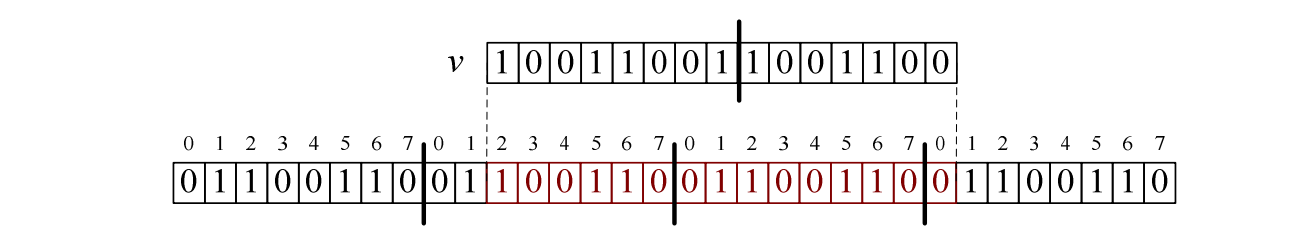 v 1 0 0 1 1 0 0 1 1 0 0 1 1 0 0
0 1 2 3 4 5 6 7 0 1 2 3 4 5 6 7 0 1 2 3 4 5 6 7 0 1 2 3 4 5 6 7
0 1 1 0 0 1 1 0 0 1 1 0 0 1 1 0 0 1 1 0 0 1 1 0 0 1 1 0 0 1 1 0